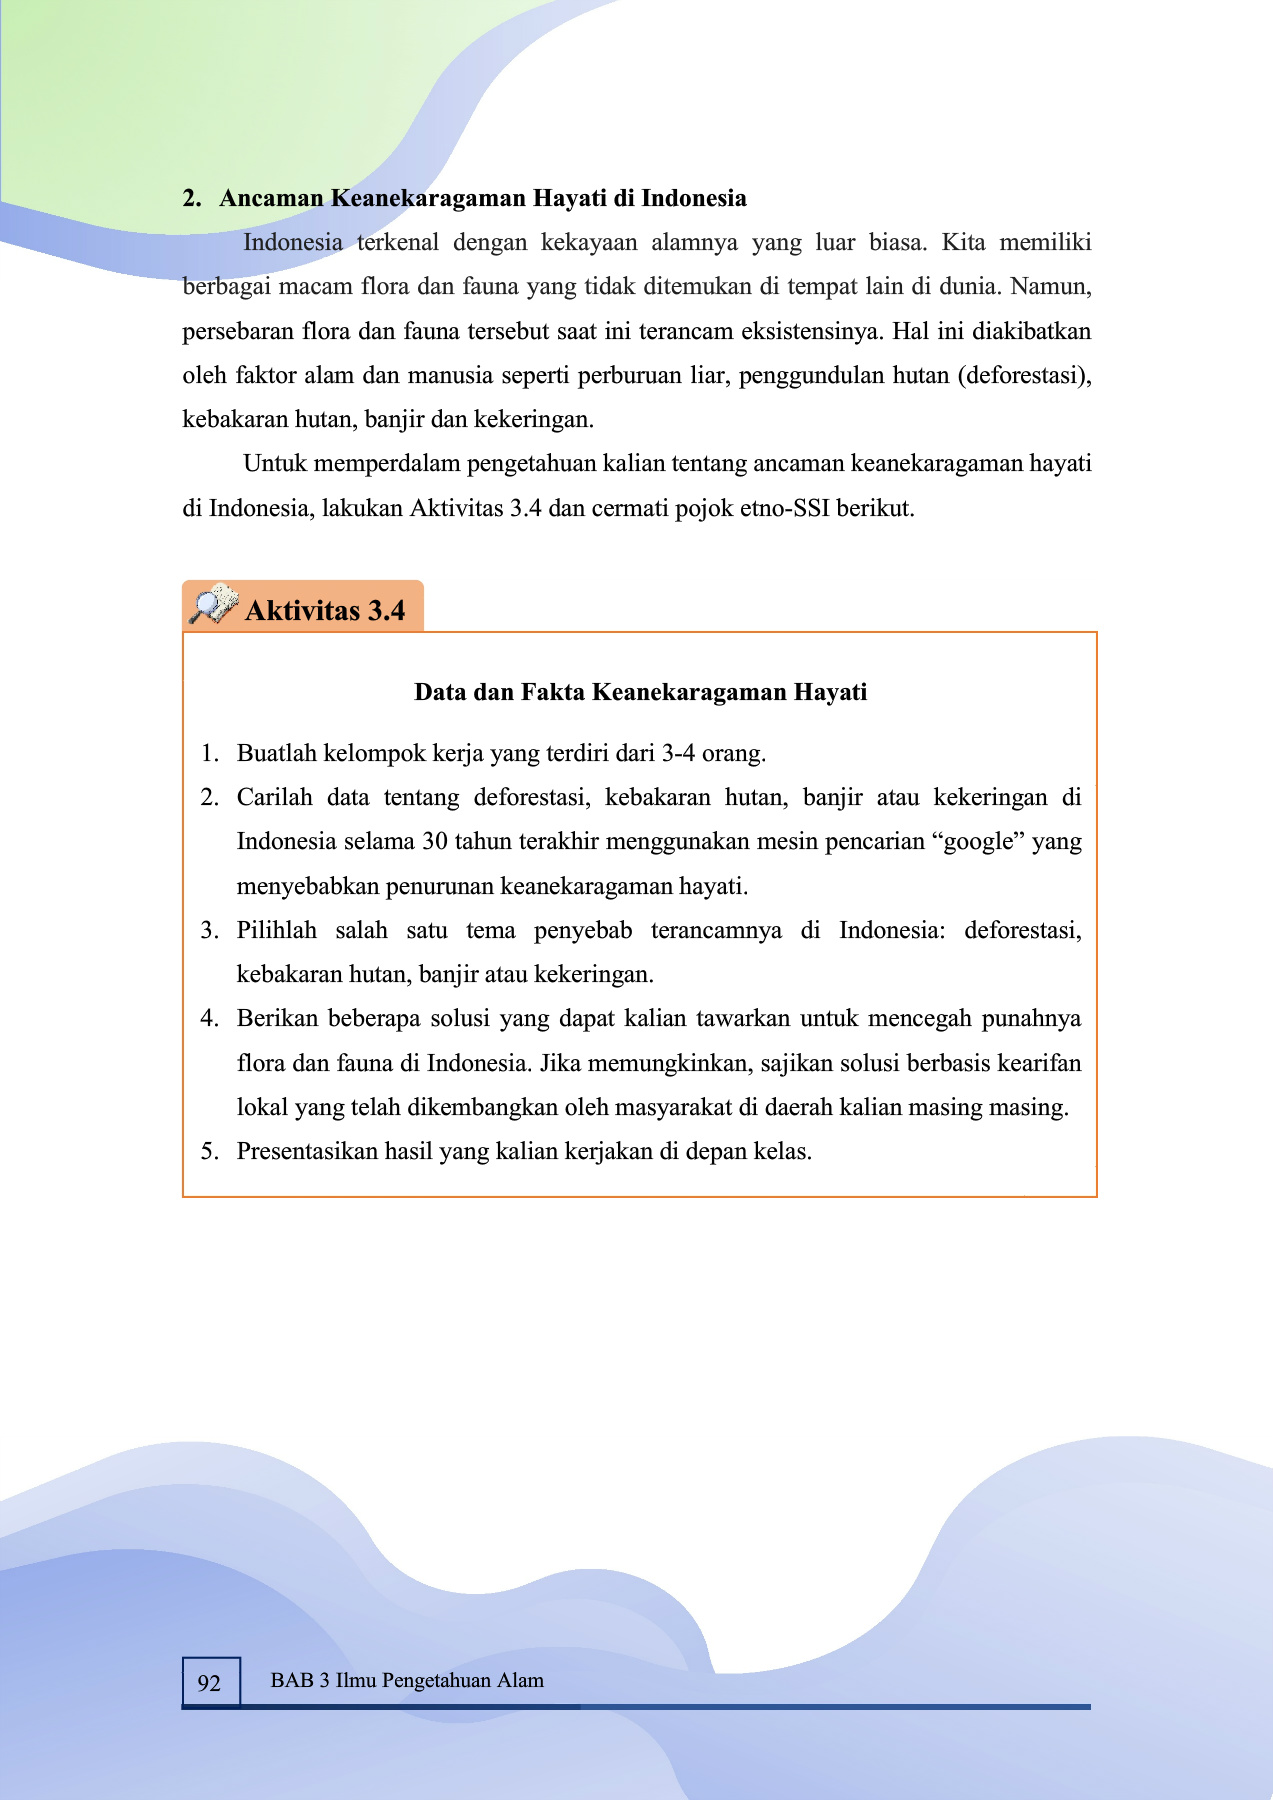 2. Ancaman Keanekaragaman Hayati di Indonesia
Indonesia terkenal dengan kekayaan alamnya yang luar biasa. Kita memiliki
berbagai macam flora dan fauna yang tidak ditemukan di tempat lain di dunia. Namun,
persebaran flora dan fauna tersebut saat ini terancam eksistensinya. Hal ini diakibatkan
oleh faktor alam dan manusia seperti perburuan liar, penggundulan hutan (deforestasi),
kebakaran hutan, banjir dan kekeringan.
Untuk memperdalam pengetahuan kalian tentang ancaman keanekaragaman hayati
di Indonesia, lakukan Aktivitas 3.4 dan cermati pojok etno-SSI berikut.
Aktivitas 3.4
Data dan Fakta Keanekaragaman Hayati
1. Buatlah kelompok kerja yang terdiri dari 3-4 orang.
2. Carilah data tentang deforestasi, kebakaran hutan, banjir atau kekeringan di
Indonesia selama 30 tahun terakhir menggunakan mesin pencarian “google” yang
menyebabkan penurunan keanekaragaman hayati.
3. Pilihlah salah satu tema penyebab terancamnya di Indonesia: deforestasi,
kebakaran hutan, banjir atau kekeringan.
4. Berikan beberapa solusi yang dapat kalian tawarkan untuk mencegah punahnya
flora dan fauna di Indonesia. Jika memungkinkan, sajikan solusi berbasis kearifan
lokal yang telah dikembangkan oleh masyarakat di daerah kalian masing masing.
5. Presentasikan hasil yang kalian kerjakan di depan kelas.
92 BAB 3 Ilmu Pengetahuan Alam